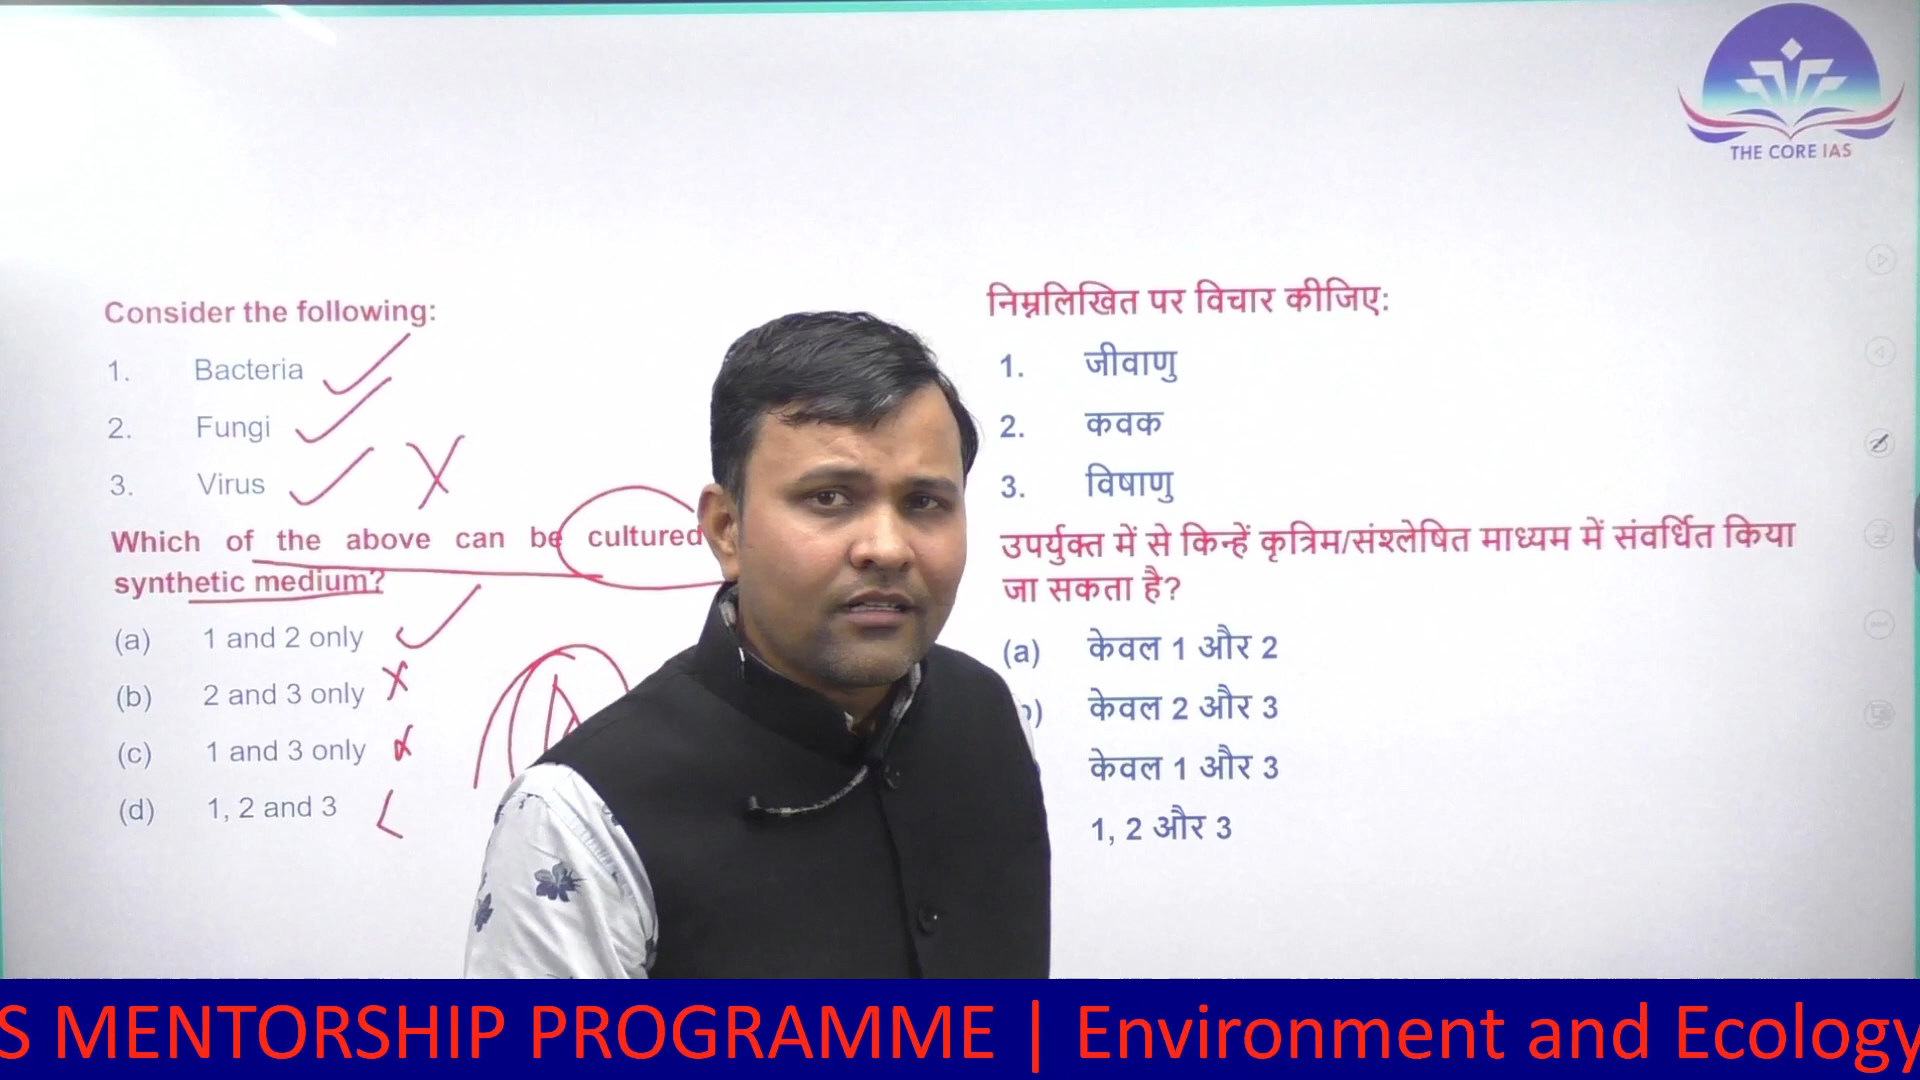 THE CORE IAS
Consider the following:
1. Bacteria
2. Fungi
3. Virus
Which of the above can be cultured
synthetic medium?
(a) 1 and 2 only
(b) 2 and 3 only
(c) 1 and 3 only
(d) 1, 2 and 3
A
निम्नलिखित पर विचार कीजिए:
1. जीवाणु
2. कवक
3. विषाणु
उपर्युक्त में से किन्हें कृत्रिम/संश्लेषित माध्यम में संवर्धित किया
जा सकता है?
(a) केवल 1 और 2
केवल 2 और 3
केवल 1 और 3
1, 2 और 3
S MENTORSHIP PROGRAMME | Environment and Ecology